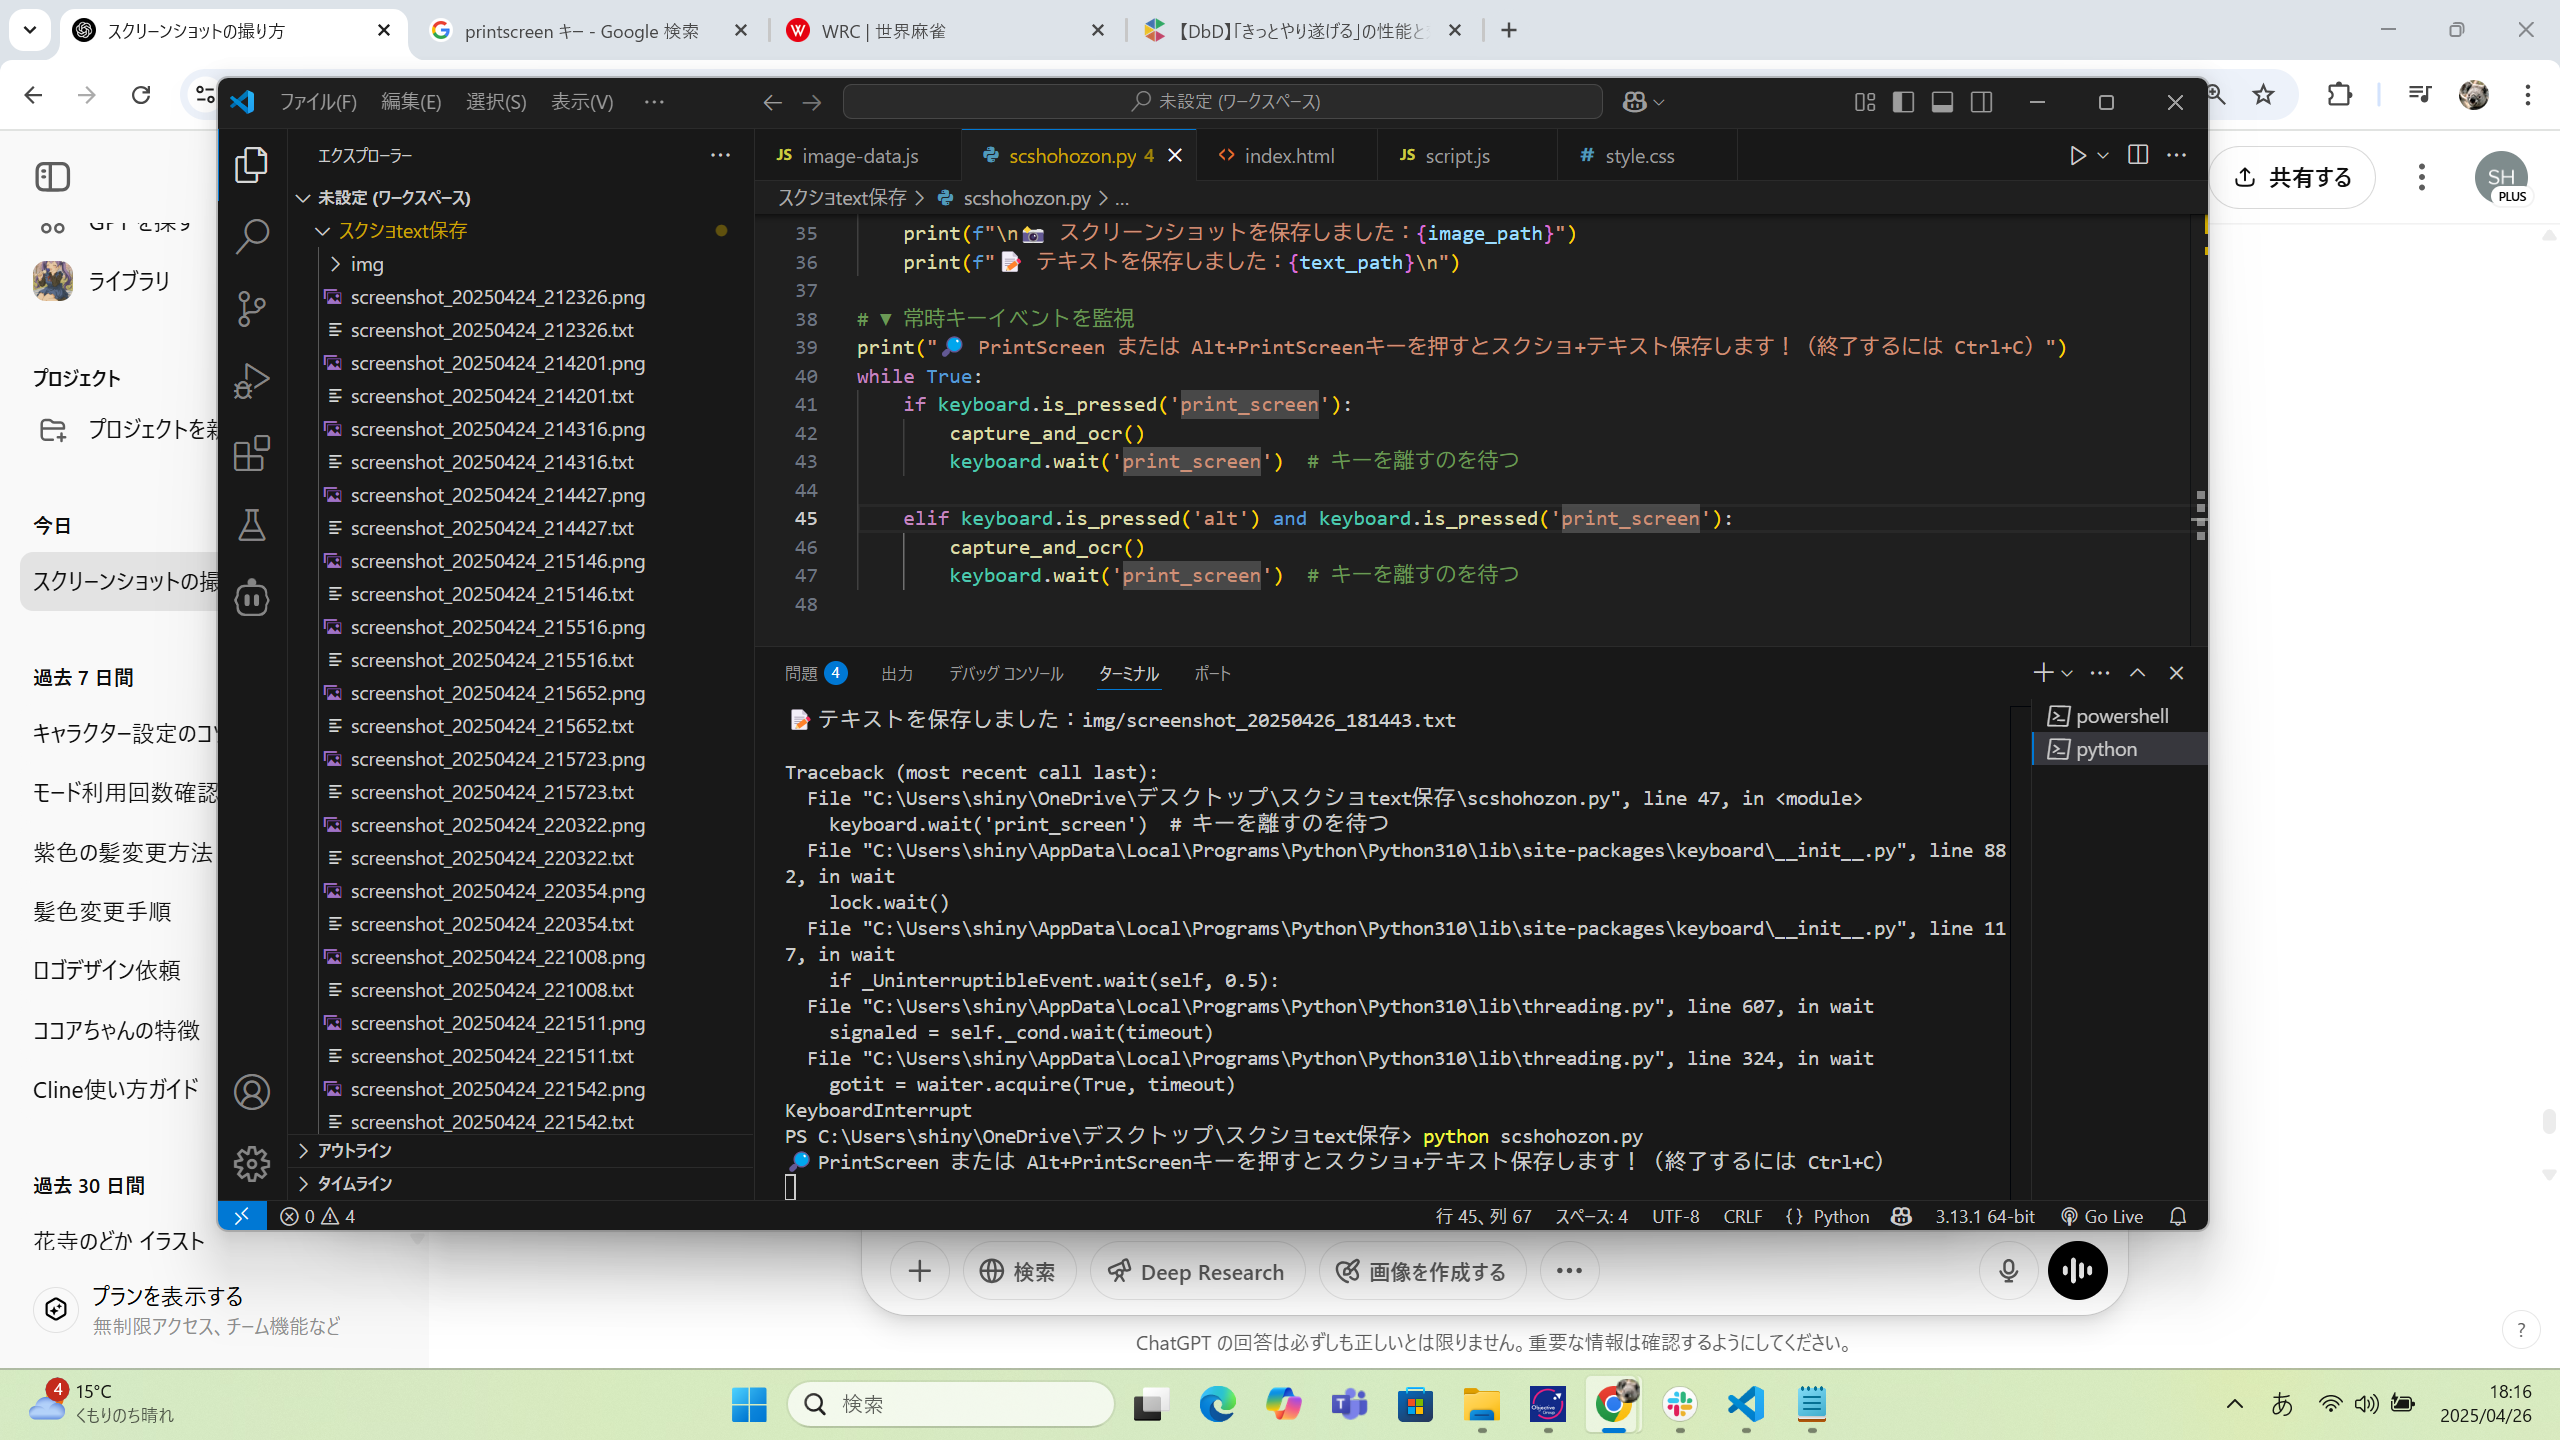 スクリーンショットの撮り方
printscreen キー - Google 検索
WRC | 世界麻雀
【DbD】「きっとやり遂げる」の性能と
ファイル(F) 編集(E) 選択(S) 表示(V) ···
未設定 (ワークスペース)
共有する
SH
PLUS
GPT を探す
ライブラリ
プロジェクト
プロジェクトを新
今日
スクリーンショットの撮
過去 7 日間
キャラクター設定のコツ
モード利用回数確認
紫色の髪変更方法
髪色変更手順
ロゴデザイン依頼
ココアちゃんの特徴
Cline使い方ガイド
過去 30 日間
花寺のどか イラスト
プランを表示する
無制限アクセス、チーム機能など
エクスプローラー
未設定 (ワークスペース)
スクショtext保存
img
screenshot_20250424_212326.png
screenshot_20250424_212326.txt
screenshot_20250424_214201.png
screenshot_20250424_214201.txt
screenshot_20250424_214316.png
screenshot_20250424_214316.txt
screenshot_20250424_214427.png
screenshot_20250424_214427.txt
screenshot_20250424_215146.png
screenshot_20250424_215146.txt
screenshot_20250424_215516.png
screenshot_20250424_215516.txt
screenshot_20250424_215652.png
screenshot_20250424_215652.txt
screenshot_20250424_215723.png
screenshot_20250424_215723.txt
screenshot_20250424_220322.png
screenshot_20250424_220322.txt
screenshot_20250424_220354.png
screenshot_20250424_220354.txt
screenshot_20250424_221008.png
screenshot_20250424_221008.txt
screenshot_20250424_221511.png
screenshot_20250424_221511.txt
screenshot_20250424_221542.png
screenshot_20250424_221542.txt
アウトライン
タイムライン
JS image-data.js
scshohozon.py 4
<> index.html
JS script.js
# style.css
スクショtext保存 > scshohozon.py > ...
35 print(f"\n📷 スクリーンショットを保存しました：{image_path}")
36 print(f"📝 テキストを保存しました：{text_path}\n")
37
38 # ▼ 常時キーイベントを監視
39 print("🔎 PrintScreen または Alt+PrintScreenキーを押すとスクショ+テキスト保存します！（終了するには Ctrl+C）")
40 while True:
41 if keyboard.is_pressed('print_screen'):
42 capture_and_ocr()
43 keyboard.wait('print_screen') # キーを離すのを待つ
44
45 elif keyboard.is_pressed('alt') and keyboard.is_pressed('print_screen'):
46 capture_and_ocr()
47 keyboard.wait('print_screen') # キーを離すのを待つ
48
問題 4 出力 デバッグ コンソール ターミナル ポート
powershell
python
📝 テキストを保存しました：img/screenshot_20250426_181443.txt
Traceback (most recent call last):
File "C:\Users\shiny\OneDrive\デスクトップ\スクショtext保存\scshohozon.py", line 47, in <module>
keyboard.wait('print_screen') # キーを離すのを待つ
File "C:\Users\shiny\AppData\Local\Programs\Python\Python310\lib\site-packages\keyboard\__init__.py", line 88
2, in wait
lock.wait()
File "C:\Users\shiny\AppData\Local\Programs\Python\Python310\lib\site-packages\keyboard\__init__.py", line 11
7, in wait
if _UninterruptibleEvent.wait(self, 0.5):
File "C:\Users\shiny\AppData\Local\Programs\Python\Python310\lib\threading.py", line 607, in wait
signaled = self._cond.wait(timeout)
File "C:\Users\shiny\AppData\Local\Programs\Python\Python310\lib\threading.py", line 324, in wait
gotit = waiter.acquire(True, timeout)
KeyboardInterrupt
PS C:\Users\shiny\OneDrive\デスクトップ\スクショtext保存> python scshohozon.py
🔎 PrintScreen または Alt+PrintScreenキーを押すとスクショ+テキスト保存します！（終了するには Ctrl+C）
0 4
行 45、列 67 スペース: 4 UTF-8 CRLF {} Python 3.13.1 64-bit Go Live
検索 Deep Research 画像を作成する
ChatGPT の回答は必ずしも正しいとは限りません。重要な情報は確認するようにしてください。
?
4
15°C
くもりのち晴れ
検索
Objective Group
あ
18:16
2025/04/26